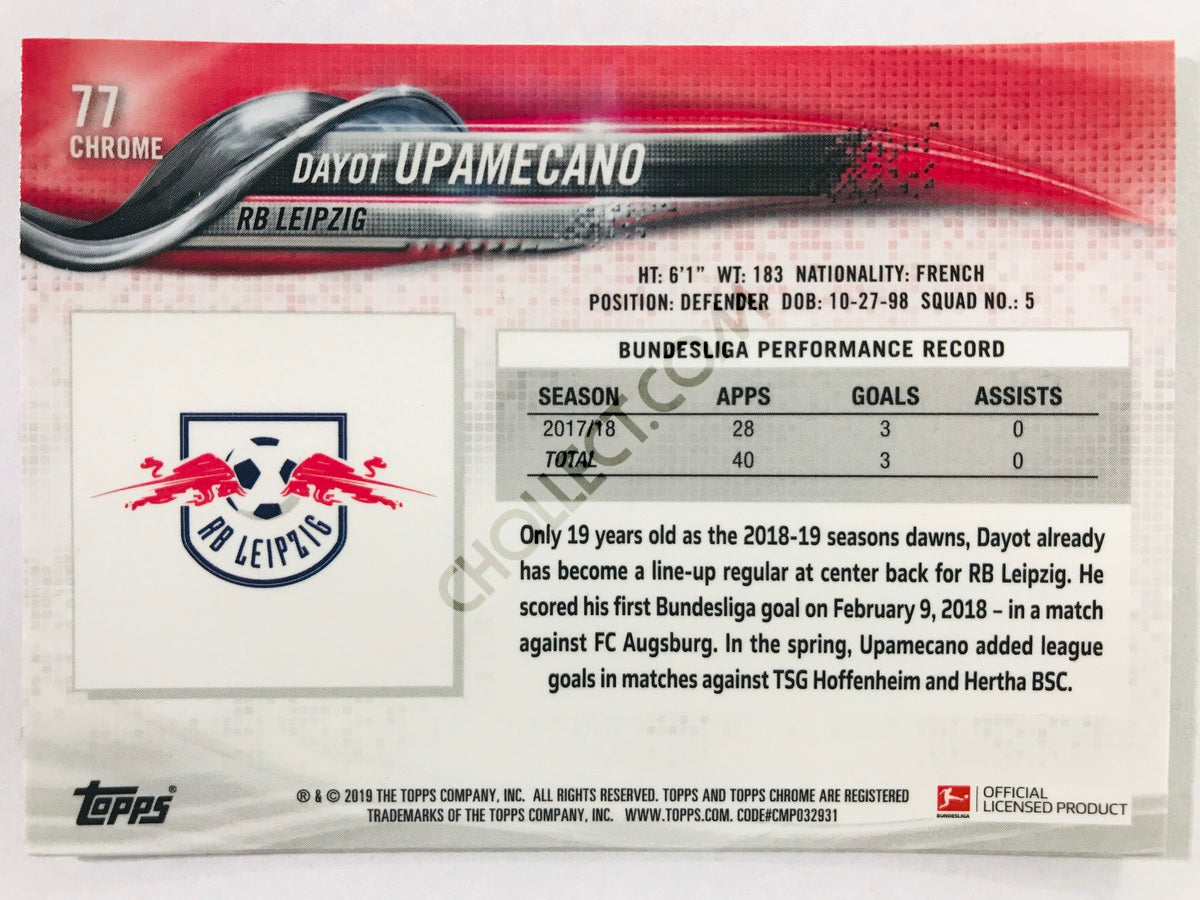 77
CHROME
DAYOT UPAMECANO
RB LEIPZIG
HT: 6'1" WT: 183 NATIONALITY: FRENCH
POSITION: DEFENDER DOB: 10-27-98 SQUAD NO.: 5
BUNDESLIGA PERFORMANCE RECORD
SEASON APPS GOALS ASSISTS
2017/18 28 3 0
TOTAL 40 3 0
RB LEIPZIG
Only 19 years old as the 2018-19 seasons dawns, Dayot already
has become a line-up regular at center back for RB Leipzig. He
scored his first Bundesliga goal on February 9, 2018 – in a match
against FC Augsburg. In the spring, Upamecano added league
goals in matches against TSG Hoffenheim and Hertha BSC.
CHOLLECT.COM
Topps®
® & © 2019 THE TOPPS COMPANY, INC. ALL RIGHTS RESERVED. TOPPS AND TOPPS CHROME ARE REGISTERED
TRADEMARKS OF THE TOPPS COMPANY, INC. WWW.TOPPS.COM. CODE#CMP032931
BUNDESLIGA
OFFICIAL
LICENSED PRODUCT